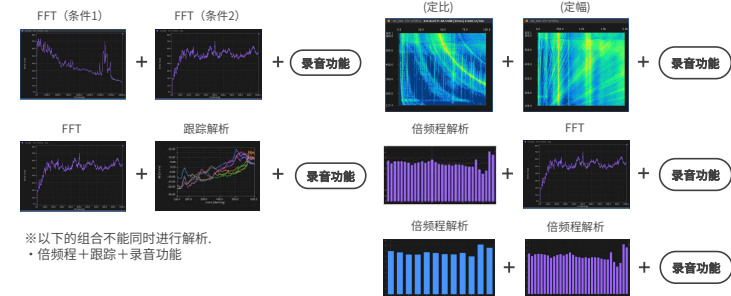 FFT（条件1）
FFT（条件2）
＋
＋
录音功能
(定比)
(定幅)
＋
＋
录音功能
FFT
跟踪解析
＋
＋
录音功能
倍频程解析
FFT
＋
＋
录音功能
※以下的组合不能同时进行解析.
・倍频程＋跟踪＋录音功能
倍频程解析
倍频程解析
＋
＋
录音功能